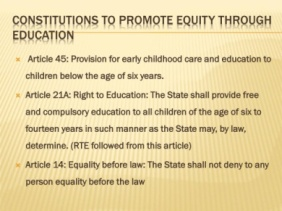 CONSTITUTIONS TO PROMOTE EQUITY THROUGH
EDUCATION
Article 45: Provision for early childhood care and education to
children below the age of six years.
Article 21A: Right to Education: The State shall provide free
and compulsory education to all children of the age of six to
fourteen years in such manner as the State may, by law,
determine. (RTE followed from this article)
Article 14: Equality before law: The State shall not deny to any
person equality before the law